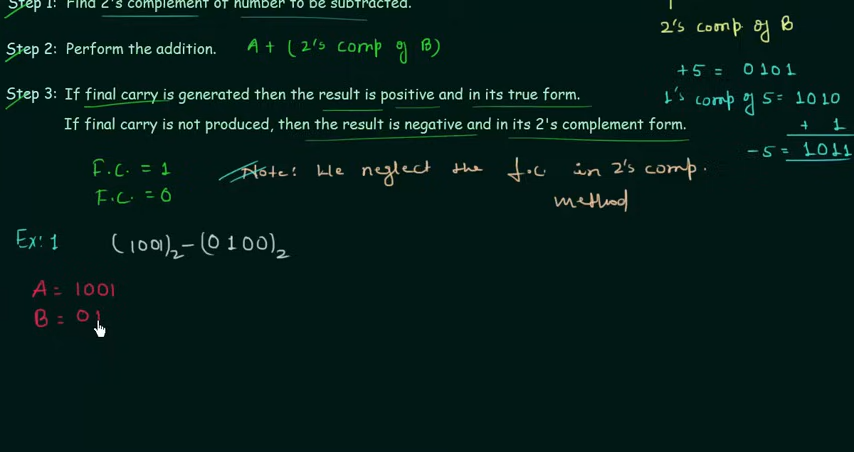 Step 1: Find 2's complement of number to be subtracted.
2's comp of B
Step 2: Perform the addition. A + (2's comp of B)
+5 = 0101
Step 3: If final carry is generated then the result is positive and in its true form.
1's comp of 5 = 1010
If final carry is not produced, then the result is negative and in its 2's complement form.
+ 1
-5 = 1011
F.C. = 1
Note: We neglect the f.c. in 2's comp.
method
F.C. = 0
Ex: 1 (1001)₂ - (0100)₂
A = 1001
B = 01